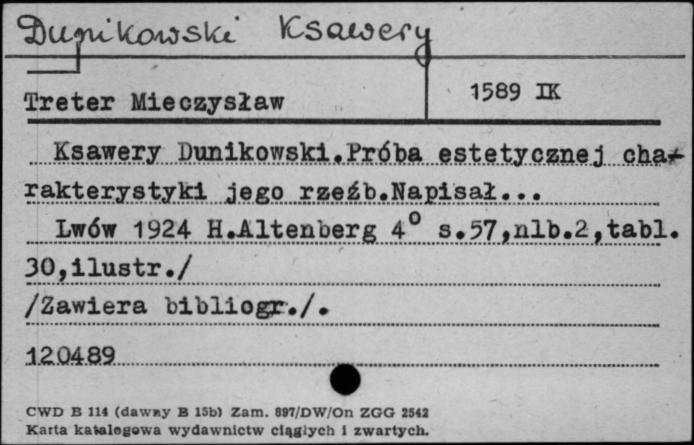 Dunikowski Ksawery
Treter Mieczysław
1589 IK
Ksawery Dunikowski.Próba estetycznej cha-
rakterystyki jego rzeźb.Napisał...
Lwów 1924 H.Altenberg 4° s.57,nlb.2,tabl.
30,ilustr./
/Zawiera bibliogr./.
120489
CWD B 114 (dawny B 15b) Zam. 897/DW/On ZGG 2542
Karta katalogowa wydawnictw ciągłych i zwartych.